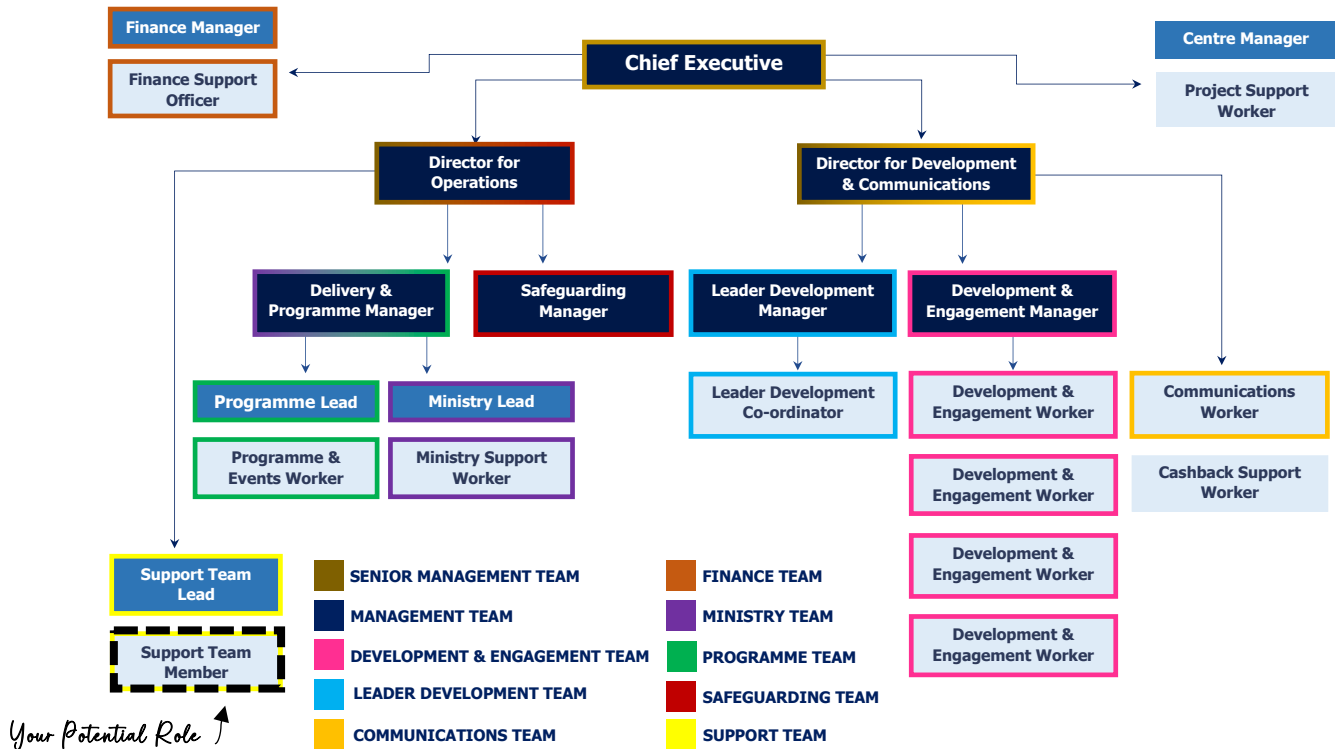 Finance Manager
Finance Support
Officer
Chief Executive
Centre Manager
Project Support
Worker
Director for
Operations
Director for Development
& Communications
Delivery &
Programme Manager
Safeguarding
Manager
Leader Development
Manager
Development &
Engagement Manager
Programme Lead
Ministry Lead
Leader Development
Co-ordinator
Development &
Engagement Worker
Communications
Worker
Programme &
Events Worker
Ministry Support
Worker
Development &
Engagement Worker
Cashback Support
Worker
Development &
Engagement Worker
Development &
Engagement Worker
Support Team
Lead
Support Team
Member
Your Potential Role
SENIOR MANAGEMENT TEAM
MANAGEMENT TEAM
DEVELOPMENT & ENGAGEMENT TEAM
LEADER DEVELOPMENT TEAM
COMMUNICATIONS TEAM
FINANCE TEAM
MINISTRY TEAM
PROGRAMME TEAM
SAFEGUARDING TEAM
SUPPORT TEAM